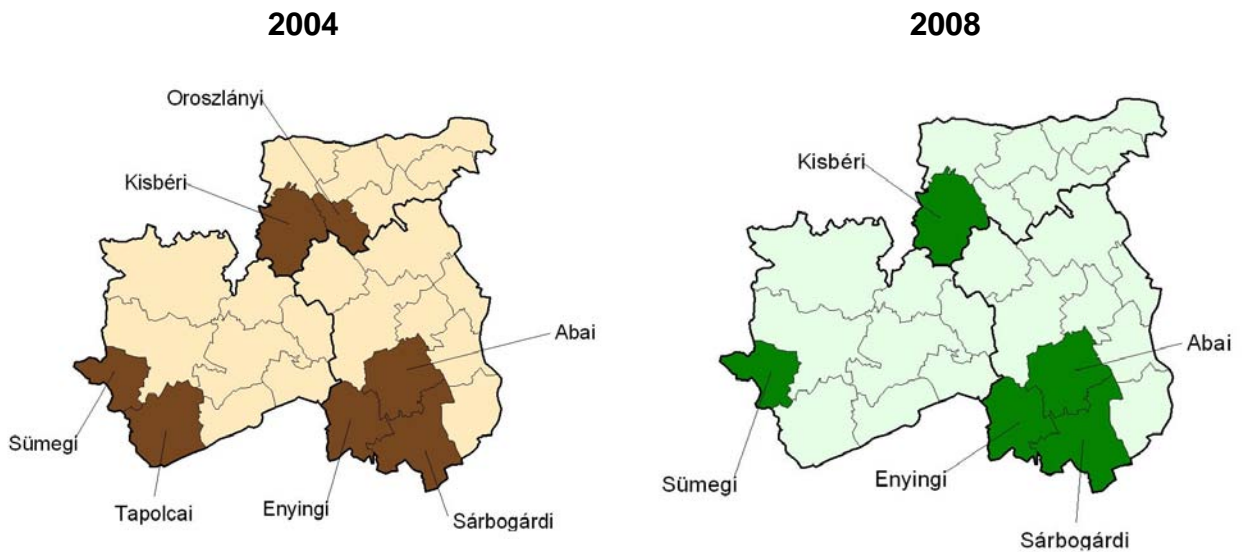 2004
Oroszlányi
Kisbéri
Abai
Sümegi
Tapolcai
Enyingi
Sárbogárdi
2008
Kisbéri
Abai
Sümegi
Enyingi
Sárbogárdi